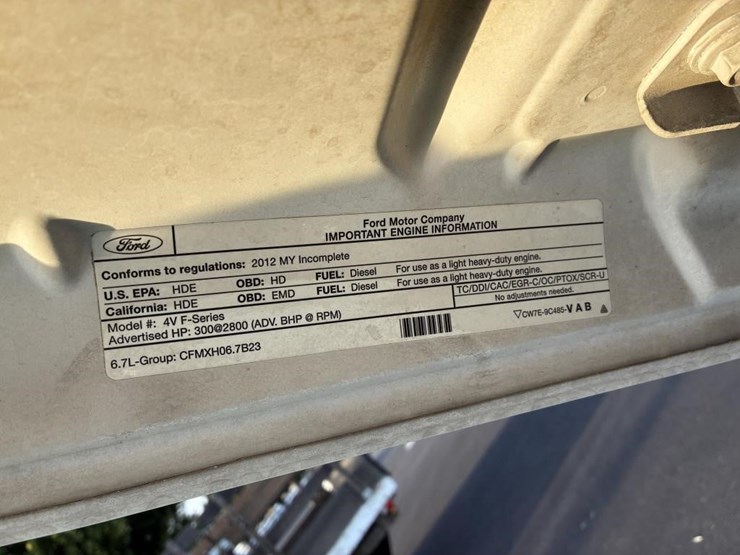 Ford
Ford Motor Company
IMPORTANT ENGINE INFORMATION
Conforms to regulations: 2012 MY Incomplete
U.S. EPA: HDE OBD: HD FUEL: Diesel For use as a light heavy-duty engine.
California: HDE OBD: EMD FUEL: Diesel For use as a light heavy-duty engine.
Model #: 4V F-Series TC/DDI/CAC/EGR-C/OC/PTOX/SCR-U
Advertised HP: 300@2800 (ADV. BHP @ RPM) No adjustments needed.
6.7L-Group: CFMXH06.7B23 CW7E-9C485-VAB